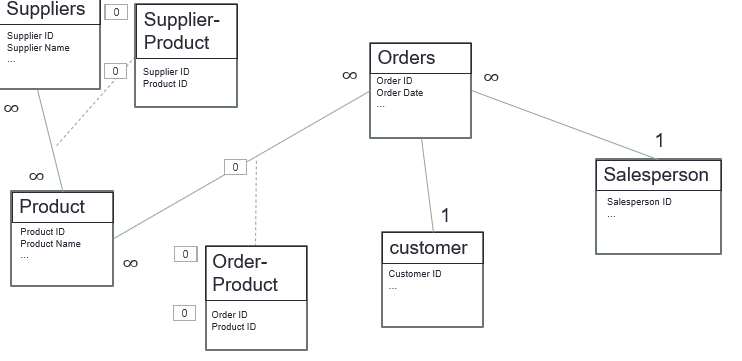 Suppliers
Supplier ID
Supplier Name
...
0
0
Supplier-
Product
Supplier ID
Product ID
∞
∞
Product
Product ID
Product Name
...
∞
0
0
0
Order-
Product
Order ID
Product ID
∞
Orders
Order ID
Order Date
...
∞
1
customer
Customer ID
...
1
Salesperson
Salesperson ID
...